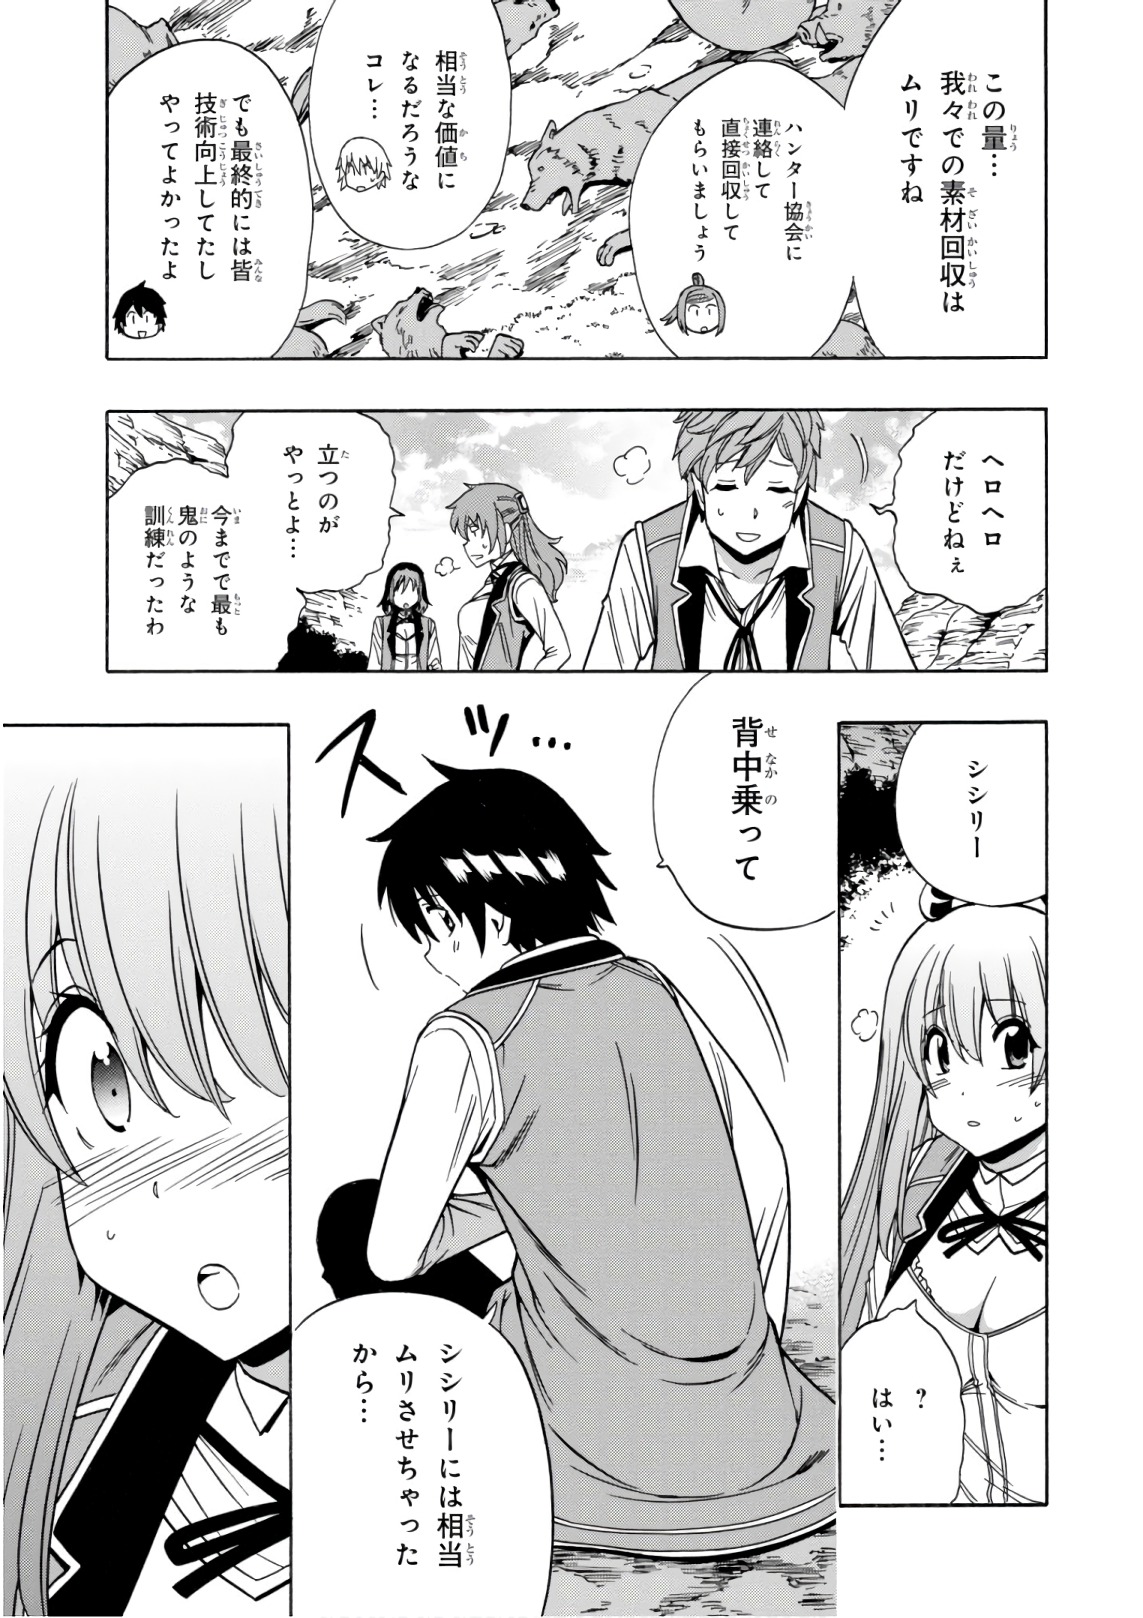 この量…
我々での素材回収は
ムリですね
ハンター協会に
連絡して
直接回収して
もらいましょう
相当な価値に
なるだろうな
コレ…
でも最終的には皆
技術向上してたし
やってよかったよ
ヘロヘロ
だけどねぇ
立つのが
やっとよ…
今までで最も
鬼のような
訓練だったわ
シシリー
？
はい…
背中乗って
スッ…
シシリーには相当
ムリさせちゃった
から…